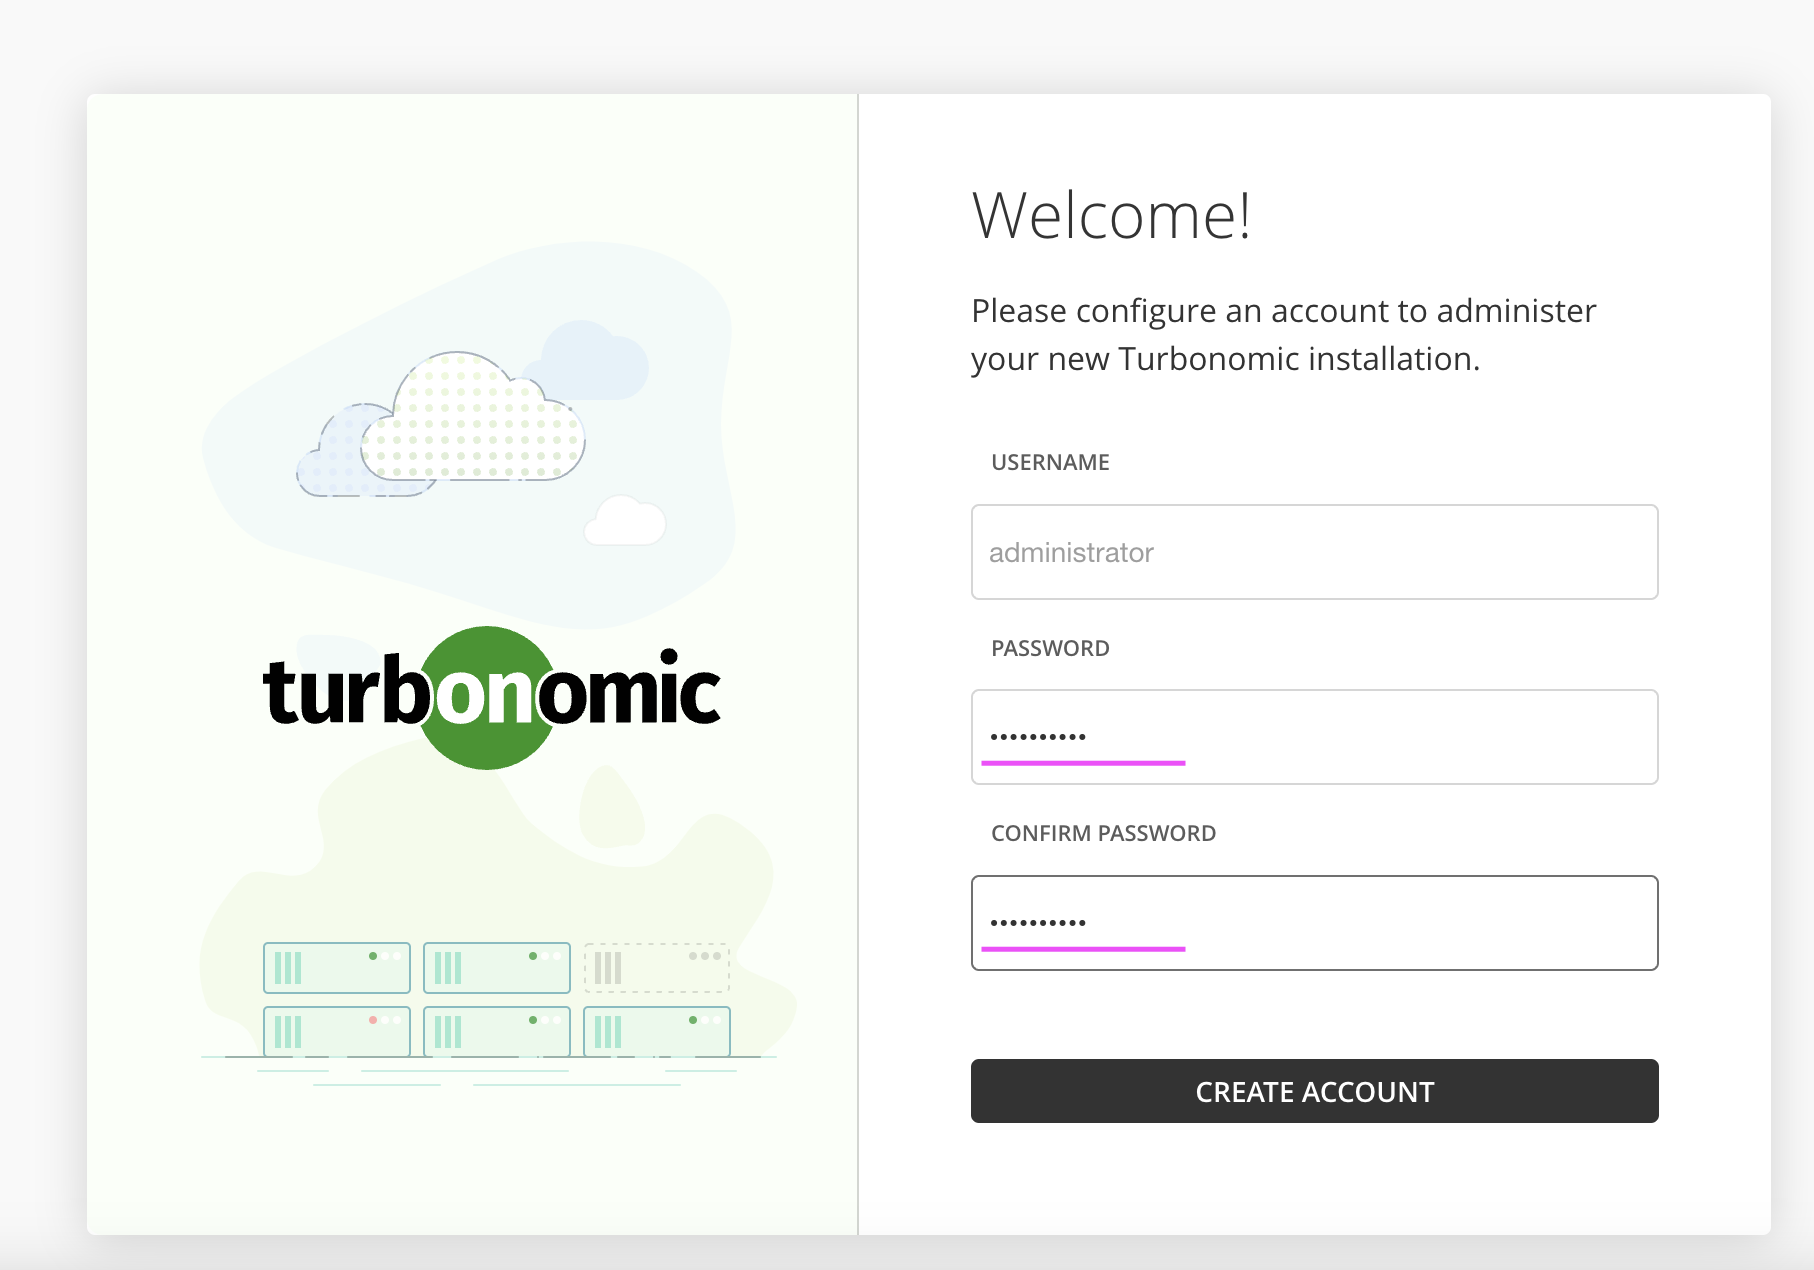 turbonomic
Welcome!
Please configure an account to administer
your new Turbonomic installation.
USERNAME
administrator
PASSWORD
••••••••••
CONFIRM PASSWORD
••••••••••
CREATE ACCOUNT